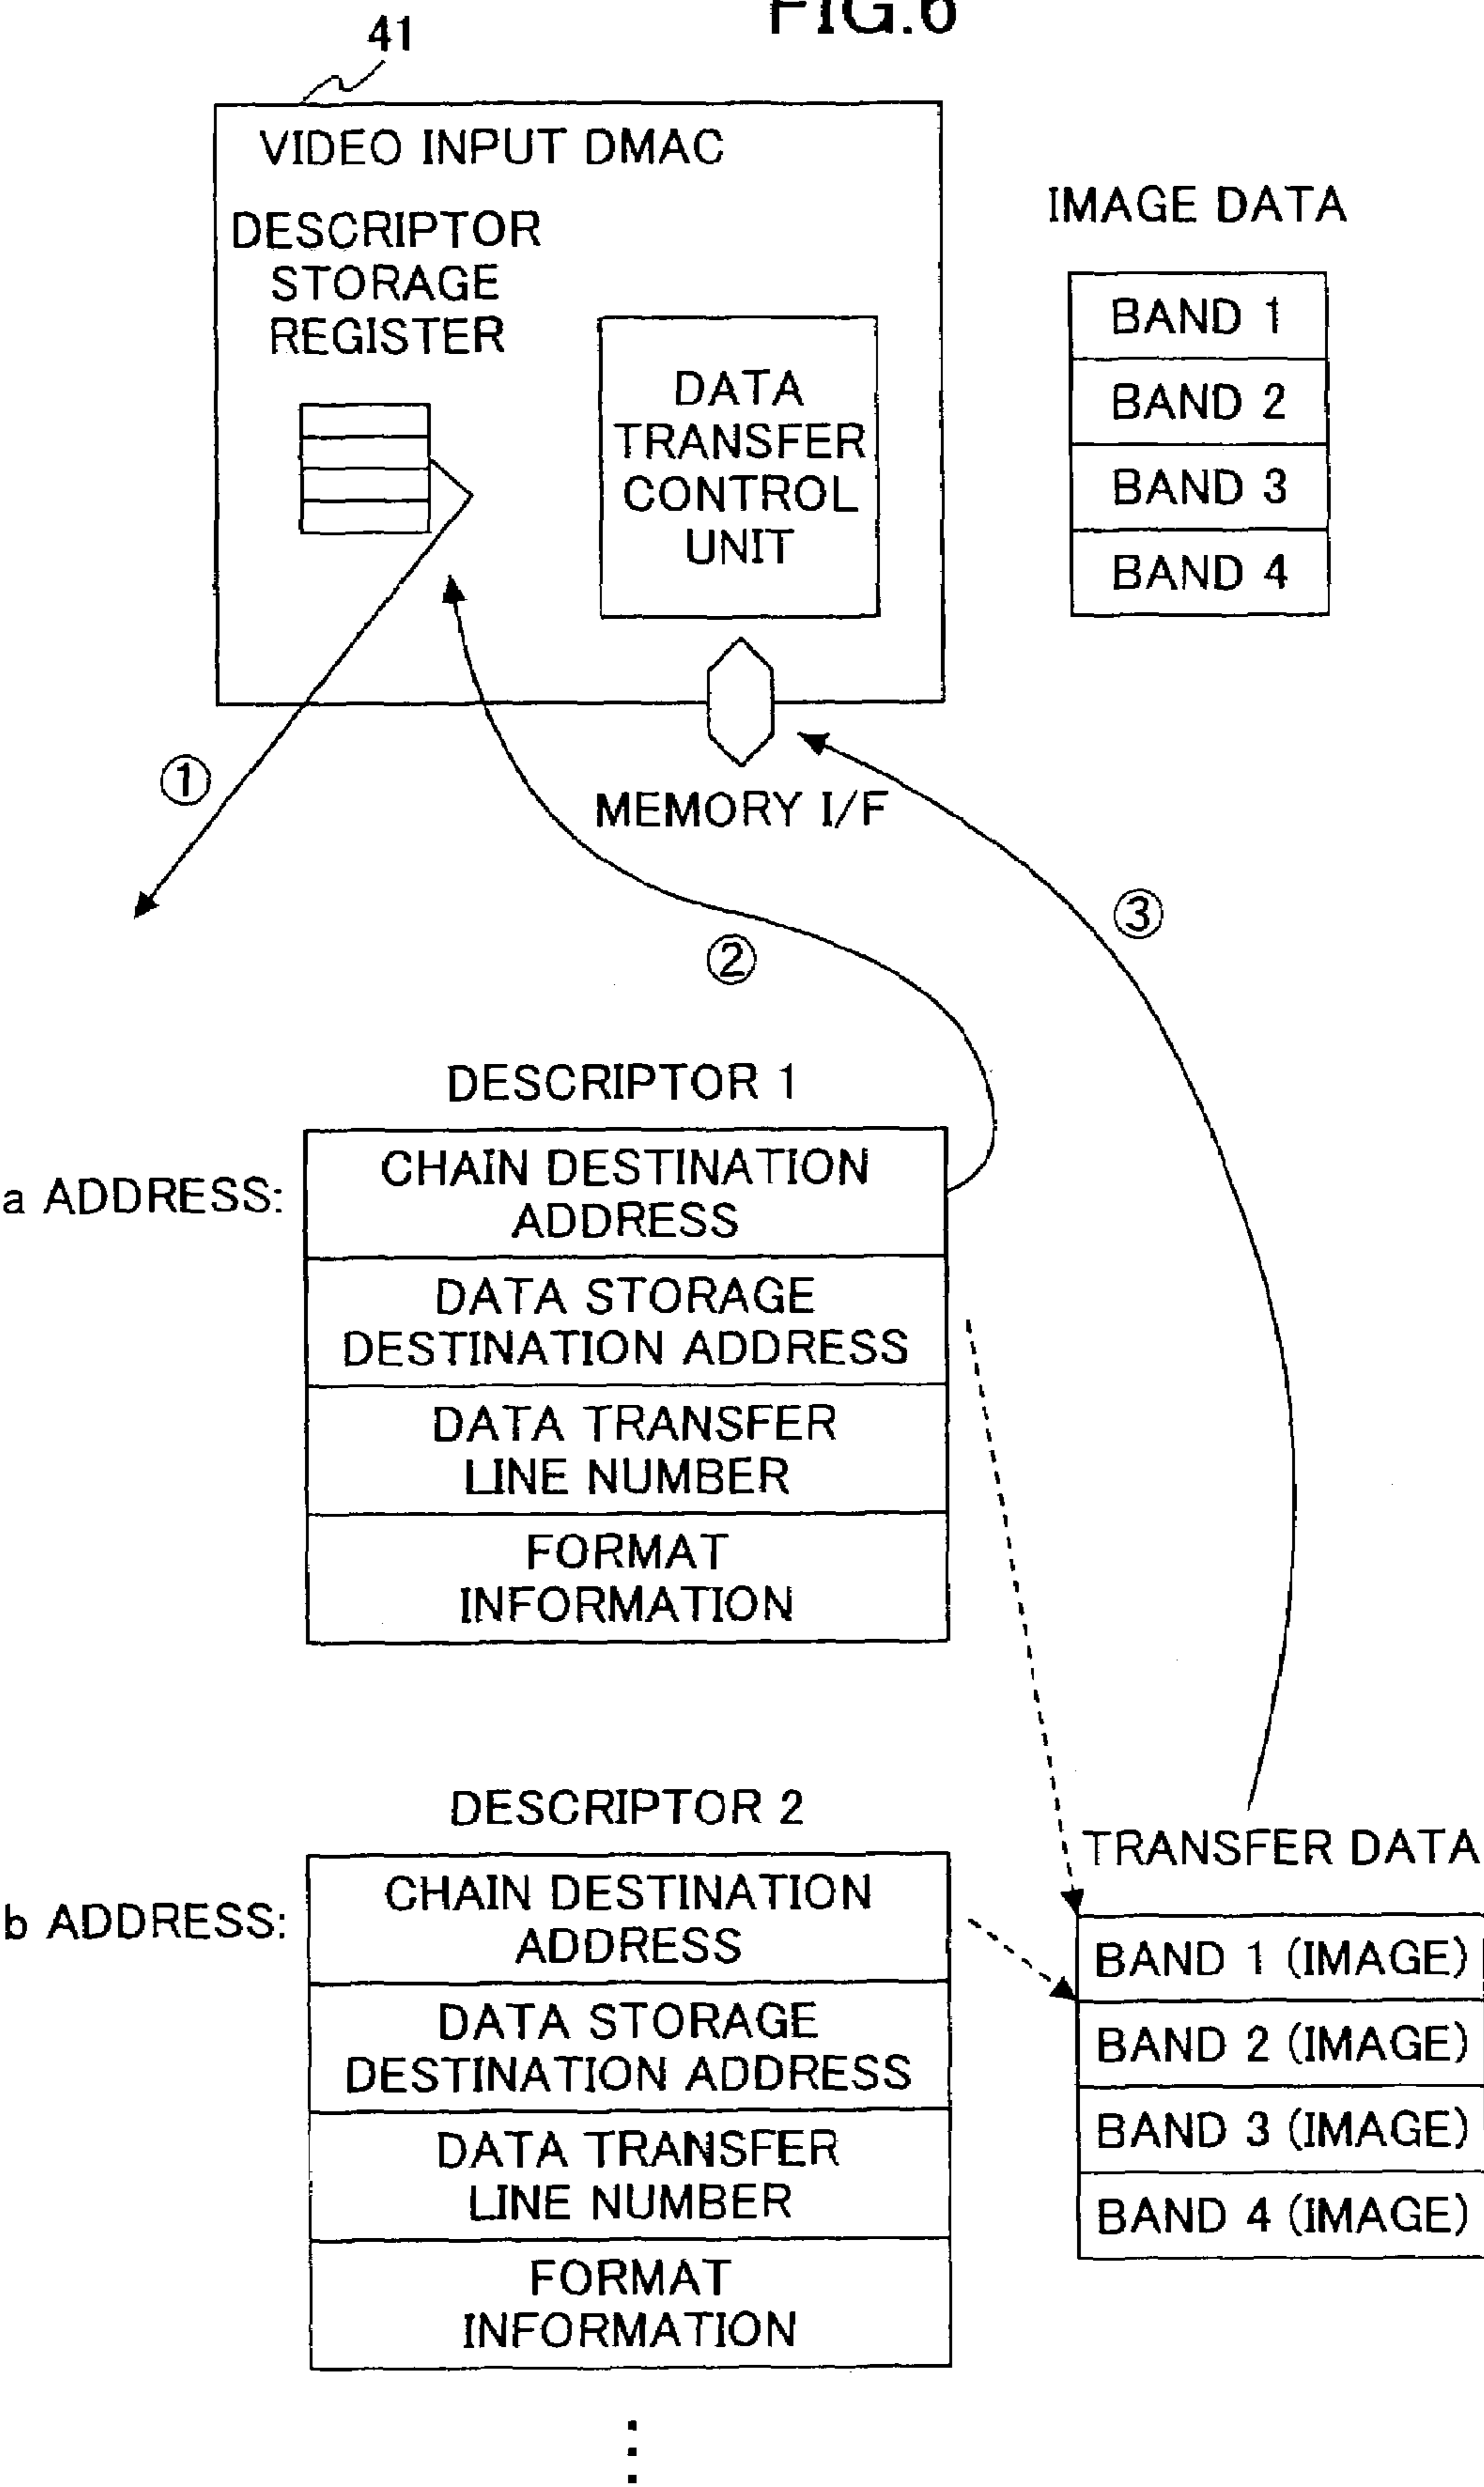 FIG.6
41
VIDEO INPUT DMAC
DESCRIPTOR
STORAGE
REGISTER
DATA
TRANSFER
CONTROL
UNIT
IMAGE DATA
BAND 1
BAND 2
BAND 3
BAND 4
①
MEMORY I/F
②
③
DESCRIPTOR 1
a ADDRESS:
CHAIN DESTINATION
ADDRESS
DATA STORAGE
DESTINATION ADDRESS
DATA TRANSFER
LINE NUMBER
FORMAT
INFORMATION
DESCRIPTOR 2
b ADDRESS:
CHAIN DESTINATION
ADDRESS
DATA STORAGE
DESTINATION ADDRESS
DATA TRANSFER
LINE NUMBER
FORMAT
INFORMATION
TRANSFER DATA
BAND 1 (IMAGE)
BAND 2 (IMAGE)
BAND 3 (IMAGE)
BAND 4 (IMAGE)